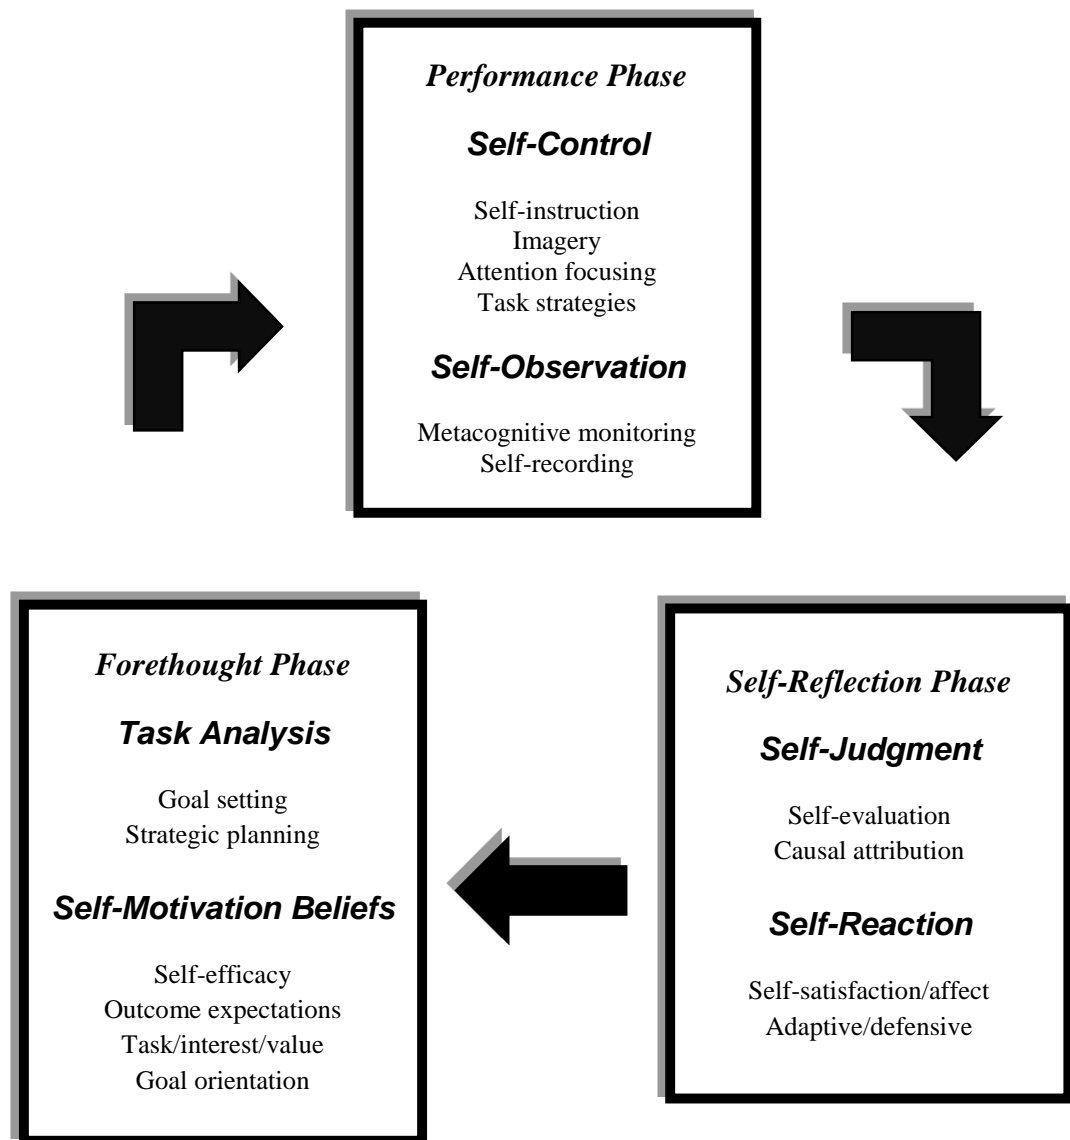 Performance Phase
Self-Control
Self-instruction
Imagery
Attention focusing
Task strategies
Self-Observation
Metacognitive monitoring
Self-recording
Forethought Phase
Task Analysis
Goal setting
Strategic planning
Self-Motivation Beliefs
Self-efficacy
Outcome expectations
Task/interest/value
Goal orientation
Self-Reflection Phase
Self-Judgment
Self-evaluation
Causal attribution
Self-Reaction
Self-satisfaction/affect
Adaptive/defensive